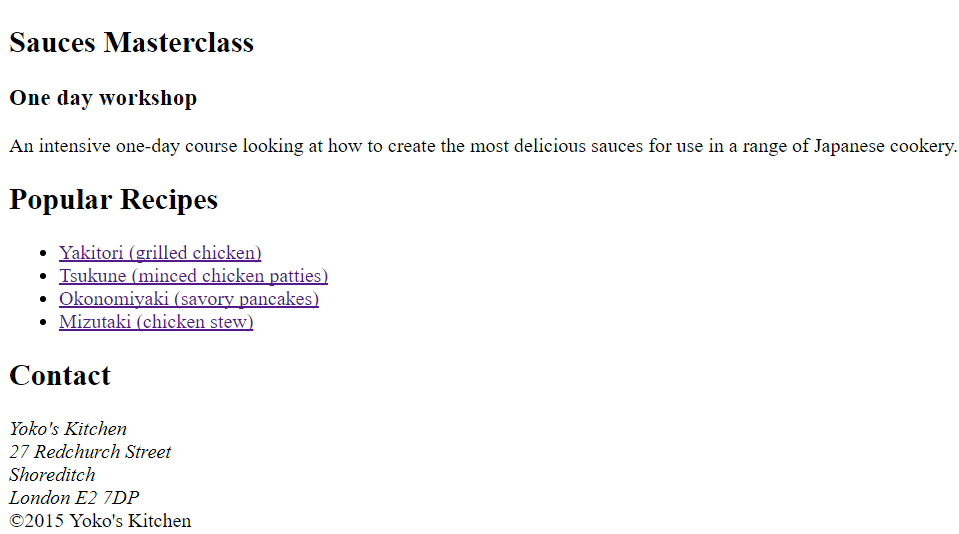 Sauces Masterclass
One day workshop
An intensive one-day course looking at how to create the most delicious sauces for use in a range of Japanese cookery.
Popular Recipes
Yakitori (grilled chicken)
Tsukune (minced chicken patties)
Okonomiyaki (savory pancakes)
Mizutaki (chicken stew)
Contact
Yoko's Kitchen
27 Redchurch Street
Shoreditch
London E2 7DP
©2015 Yoko's Kitchen